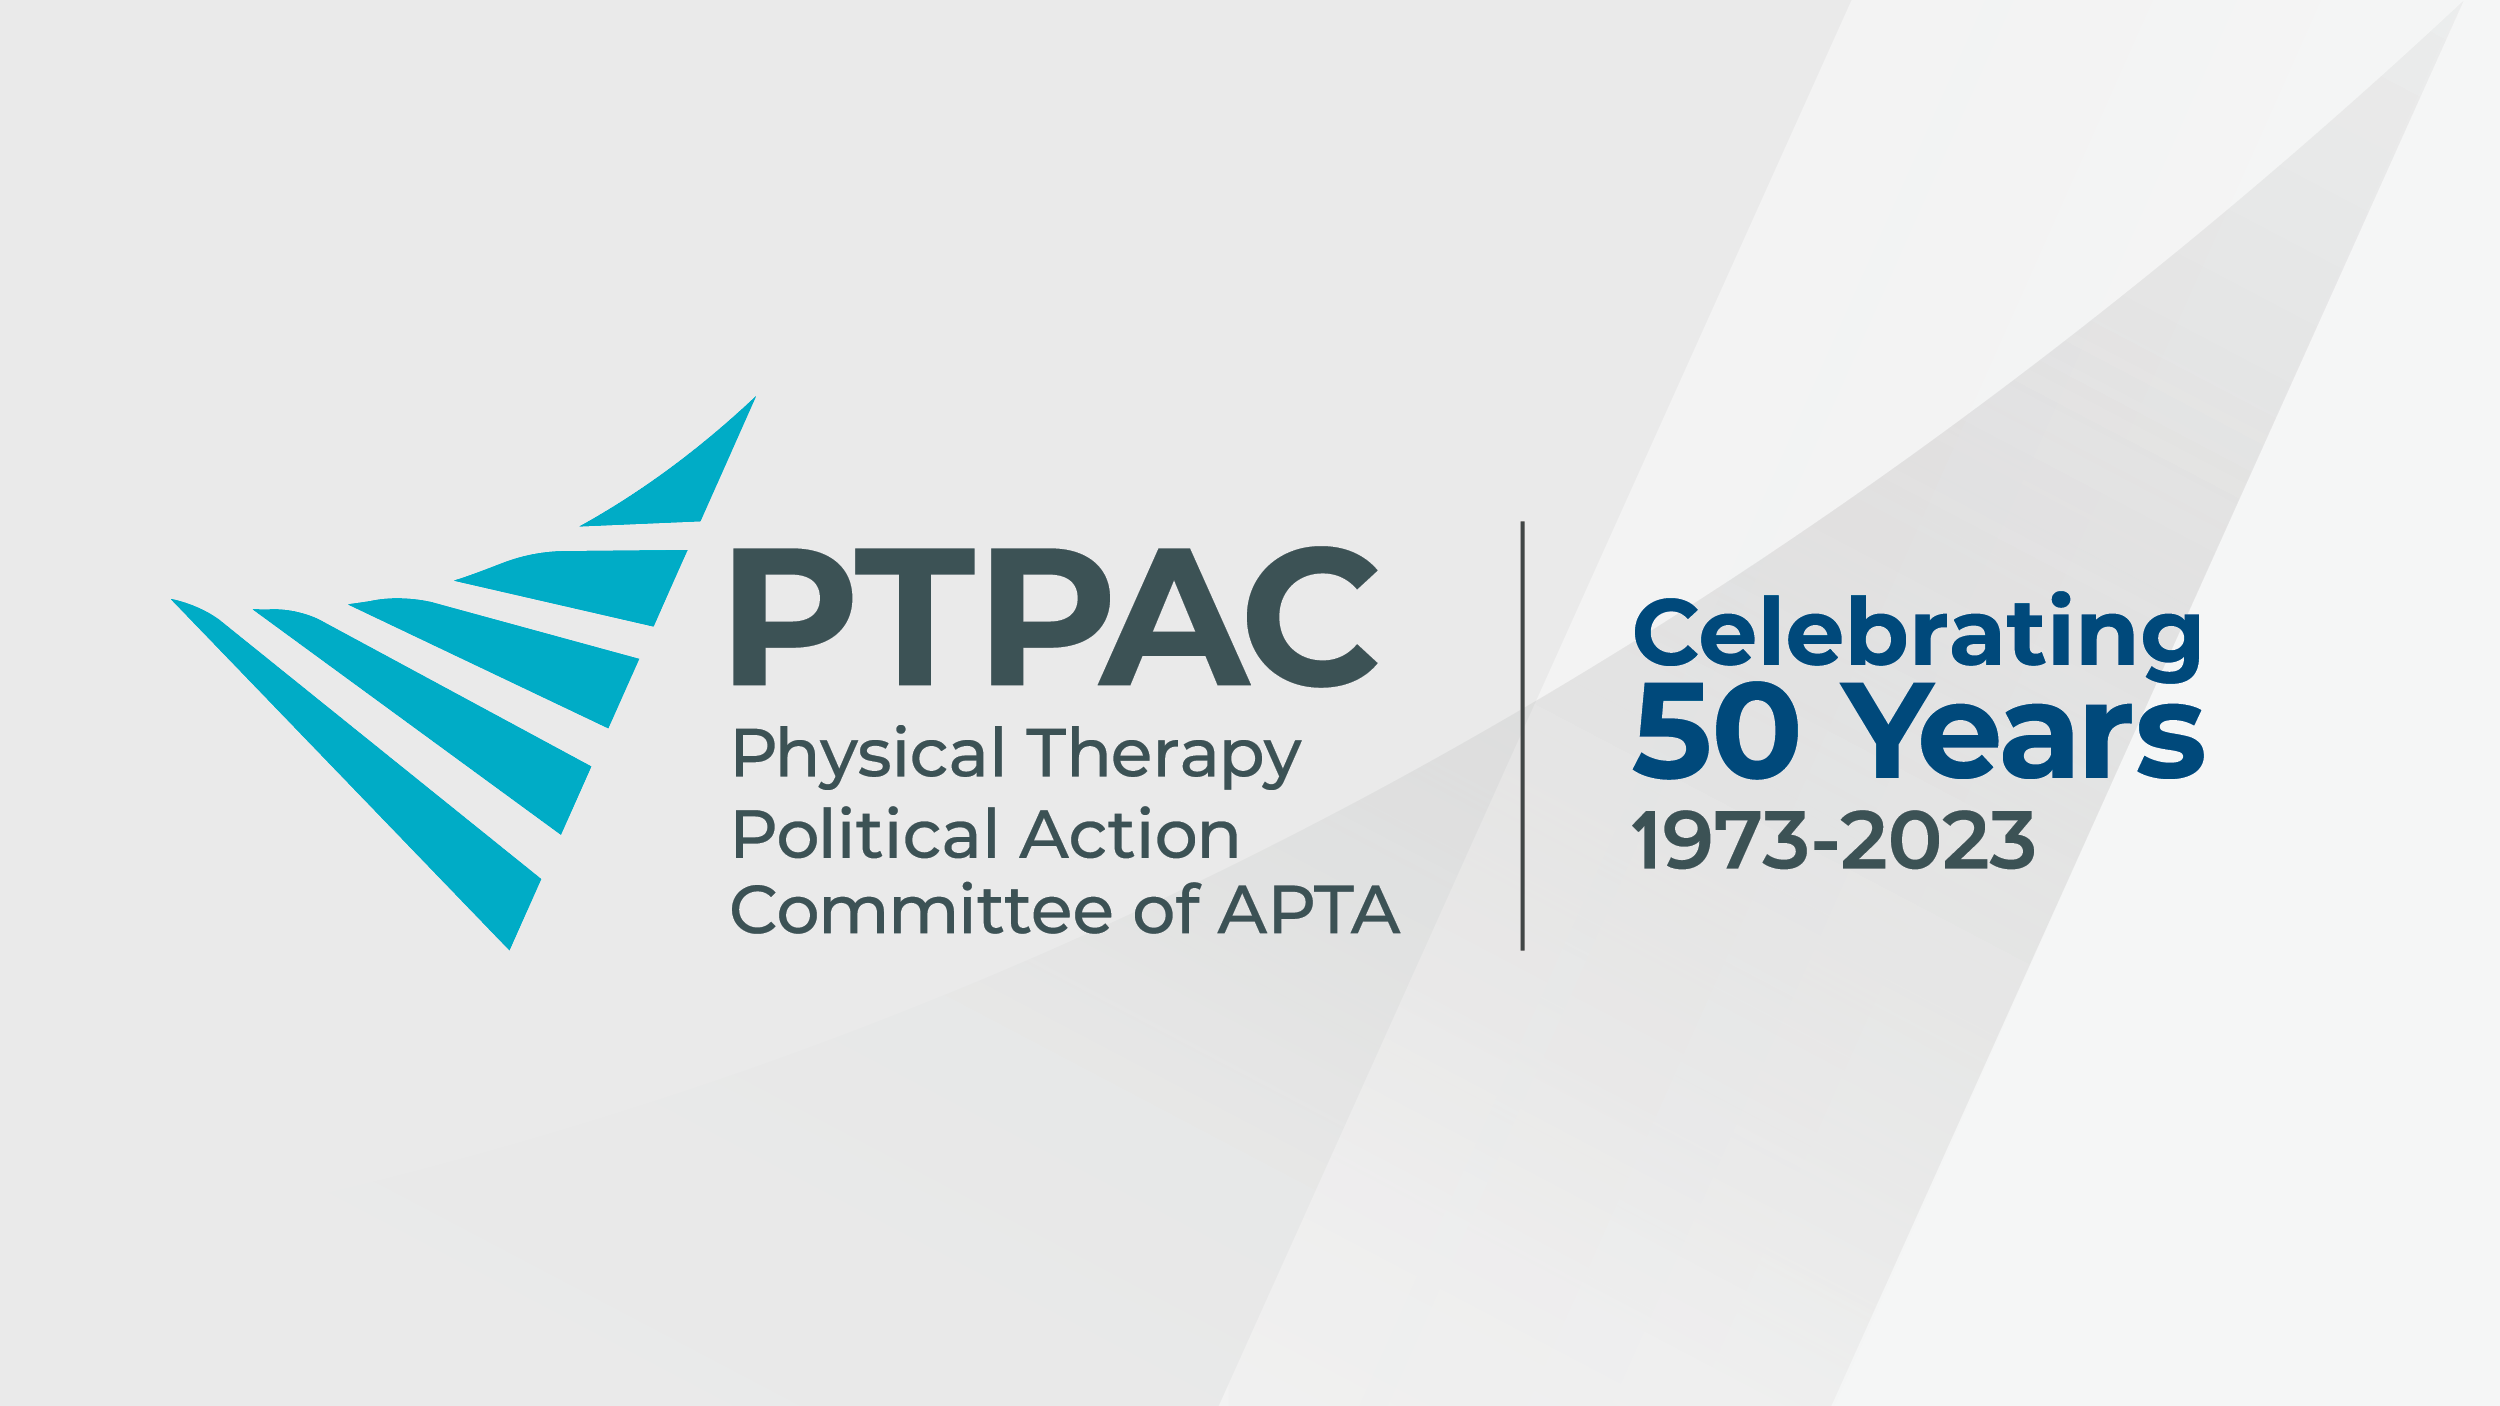 PTPAC
Physical Therapy
Political Action
Committee of APTA
Celebrating
50 Years
1973-2023